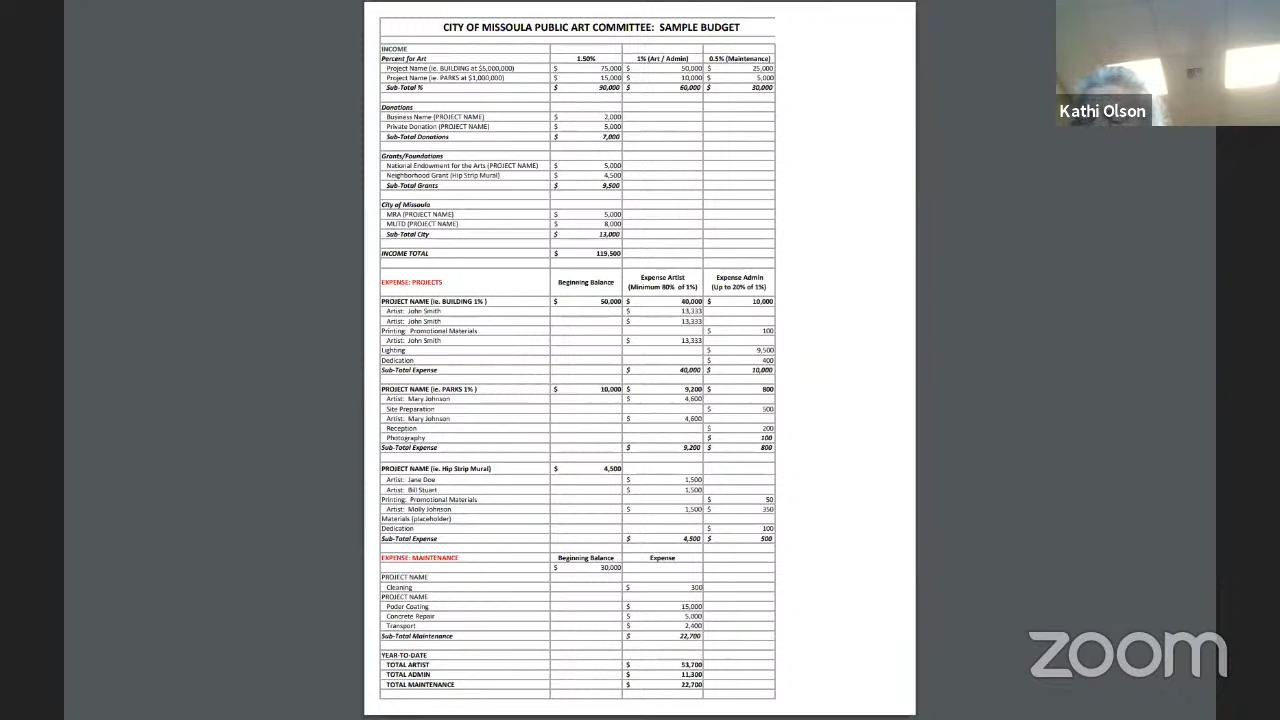 CITY OF MISSOULA PUBLIC ART COMMITTEE: SAMPLE BUDGET
INCOME
Percent for Art 1.50% 1% (Art / Admin) 0.5% (Maintenance)
Project Name (ie. BUILDING at $5,000,000) $ 75,000 $ 50,000 $ 25,000
Project Name (ie. PARKS at $1,000,000) $ 15,000 $ 10,000 $ 5,000
Sub-Total % $ 90,000 $ 60,000 $ 30,000
Donations
Business Name (PROJECT NAME) $ 2,000
Private Donation (PROJECT NAME) $ 5,000
Sub-Total Donations $ 7,000
Grants/Foundations
National Endowment for the Arts (PROJECT NAME) $ 5,000
Neighborhood Grant (Hip Strip Mural) $ 4,500
Sub-Total Grants $ 9,500
City of Missoula
MRA (PROJECT NAME) $ 5,000
MUTD (PROJECT NAME) $ 8,000
Sub-Total City $ 13,000
INCOME TOTAL $ 119,500
EXPENSE: PROJECTS Beginning Balance Expense Artist (Minimum 80% of 1%) Expense Admin (Up to 20% of 1%)
PROJECT NAME (ie. BUILDING 1% ) $ 50,000 $ 40,000 $ 10,000
Artist: John Smith $ 13,333
Artist: John Smith $ 13,333
Printing: Promotional Materials $ 100
Artist: John Smith $ 13,333
Lighting $ 9,500
Dedication $ 400
Sub-Total Expense $ 40,000 $ 10,000
PROJECT NAME (ie. PARKS 1% ) $ 10,000 $ 9,200 $ 800
Artist: Mary Johnson $ 4,600
Site Preparation $ 500
Artist: Mary Johnson $ 4,600
Reception $ 200
Photography $ 100
Sub-Total Expense $ 9,200 $ 800
PROJECT NAME (ie. Hip Strip Mural) $ 4,500
Artist: Jane Doe $ 1,500
Artist: Bill Stuart $ 1,500
Printing: Promotional Materials $ 50
Artist: Molly Johnson $ 1,500 $ 350
Materials (placeholder)
Dedication $ 100
Sub-Total Expense $ 4,500 $ 500
EXPENSE: MAINTENANCE Beginning Balance Expense
$ 30,000
PROJECT NAME
Cleaning $ 300
PROJECT NAME
Poder Coating $ 15,000
Concrete Repair $ 5,000
Transport $ 2,400
Sub-Total Maintenance $ 22,700
YEAR-TO-DATE
TOTAL ARTIST $ 53,700
TOTAL ADMIN $ 11,300
TOTAL MAINTENANCE $ 22,700
Kathi Olson
zoom